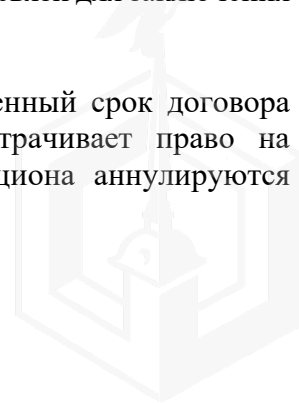 енный срок договора
трачивает право на
циона аннулируются